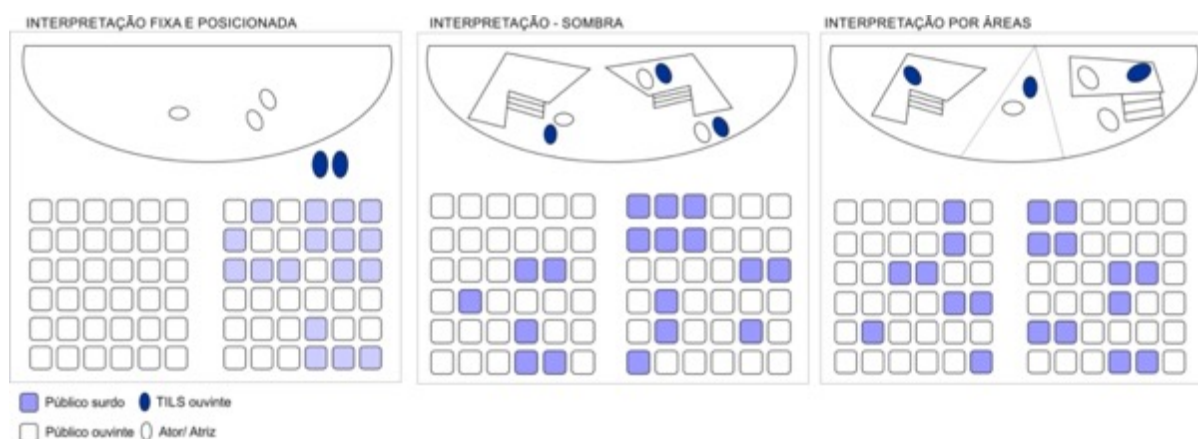 INTERPRETAÇÃO FIXA E POSICIONADA
INTERPRETAÇÃO - SOMBRA
INTERPRETAÇÃO POR ÁREAS
Público surdo TILS ouvinte
Público ouvinte Ator/ Atriz